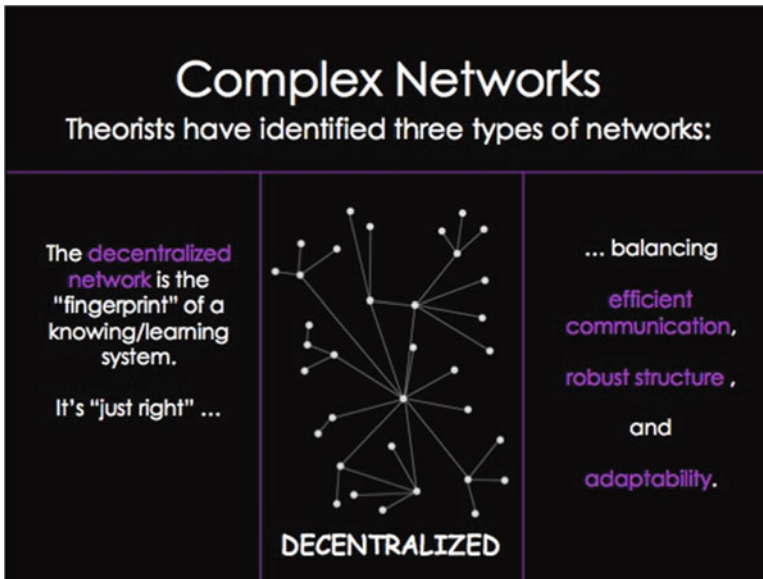 Complex Networks
Theorists have identified three types of networks:
The decentralized
network is the
“fingerprint” of a
knowing/learning
system.
It’s “just right” ...
DECENTRALIZED
... balancing
efficient
communication,
robust structure ,
and
adaptability.